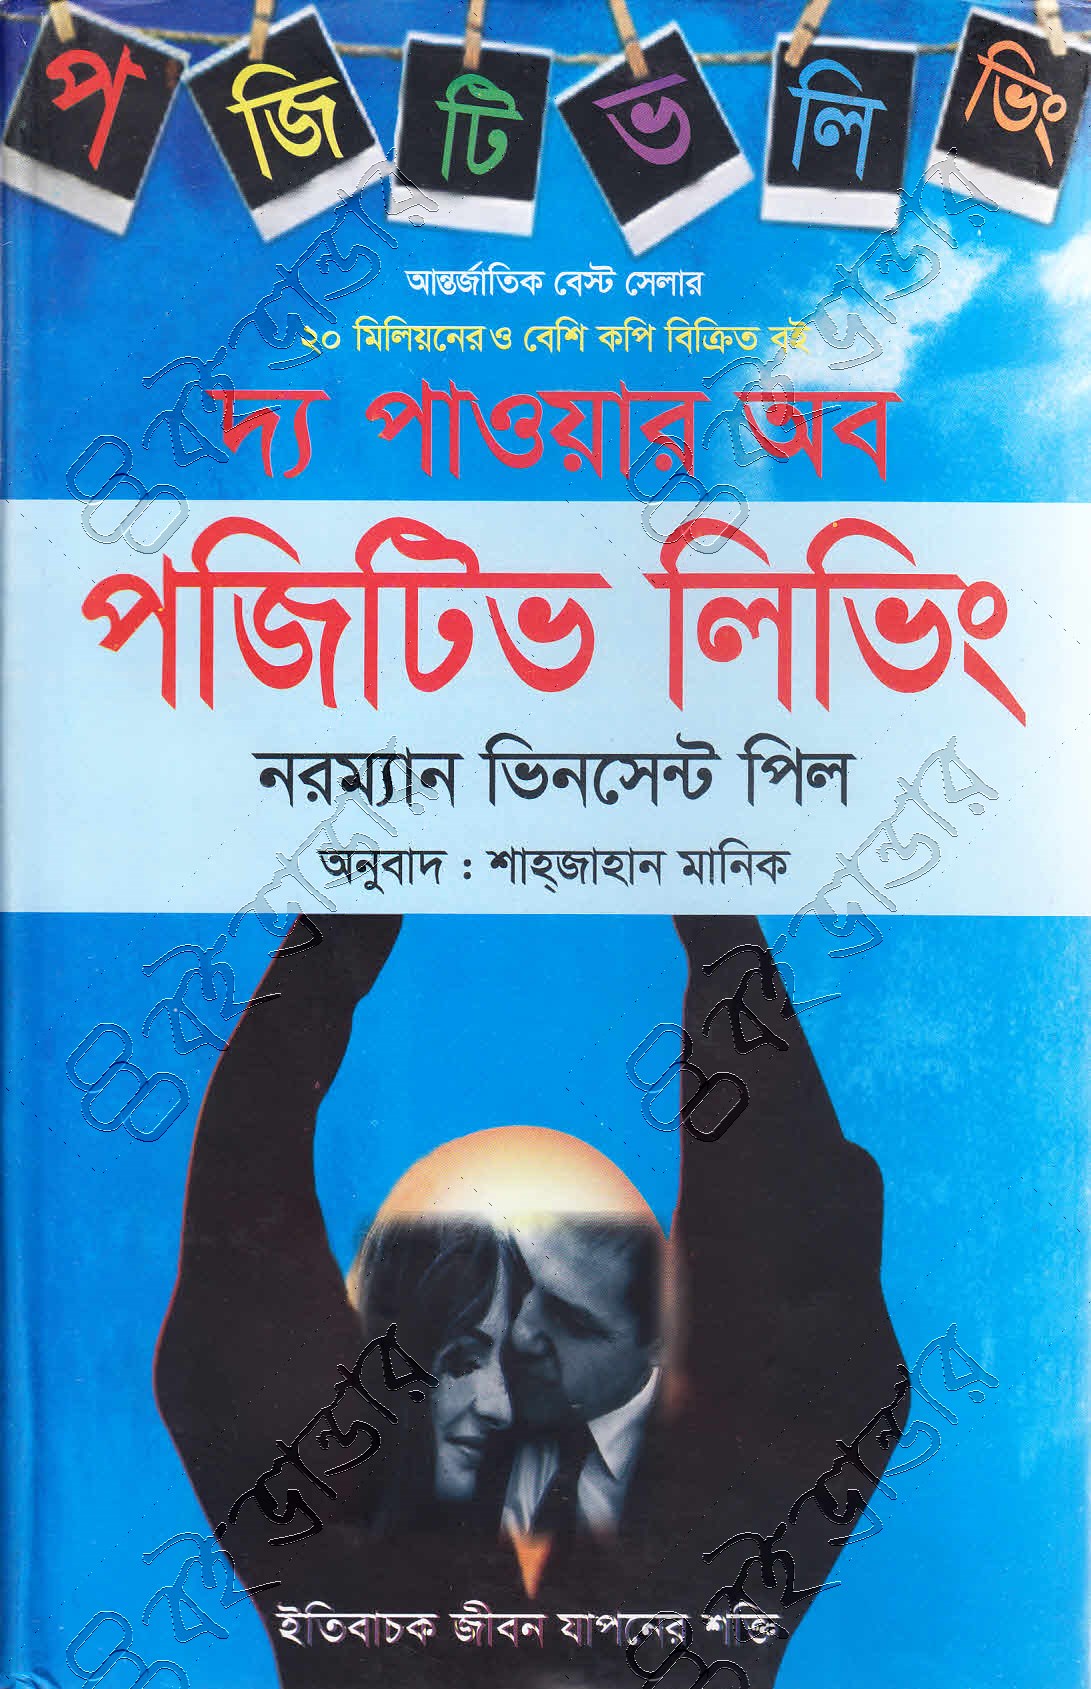 প জি টি ভ লি ভিং
আন্তর্জাতিক বেস্ট সেলার
২০ মিলিয়নের ও বেশি কপি বিক্রিত বই
দ্য পাওয়ার অব
পজিটিভ লিভিং
নরম্যান ভিনসেন্ট পিল
অনুবাদ : শাহ্‌জাহান মানিক
ইতিবাচক জীবন যাপনের শক্তি